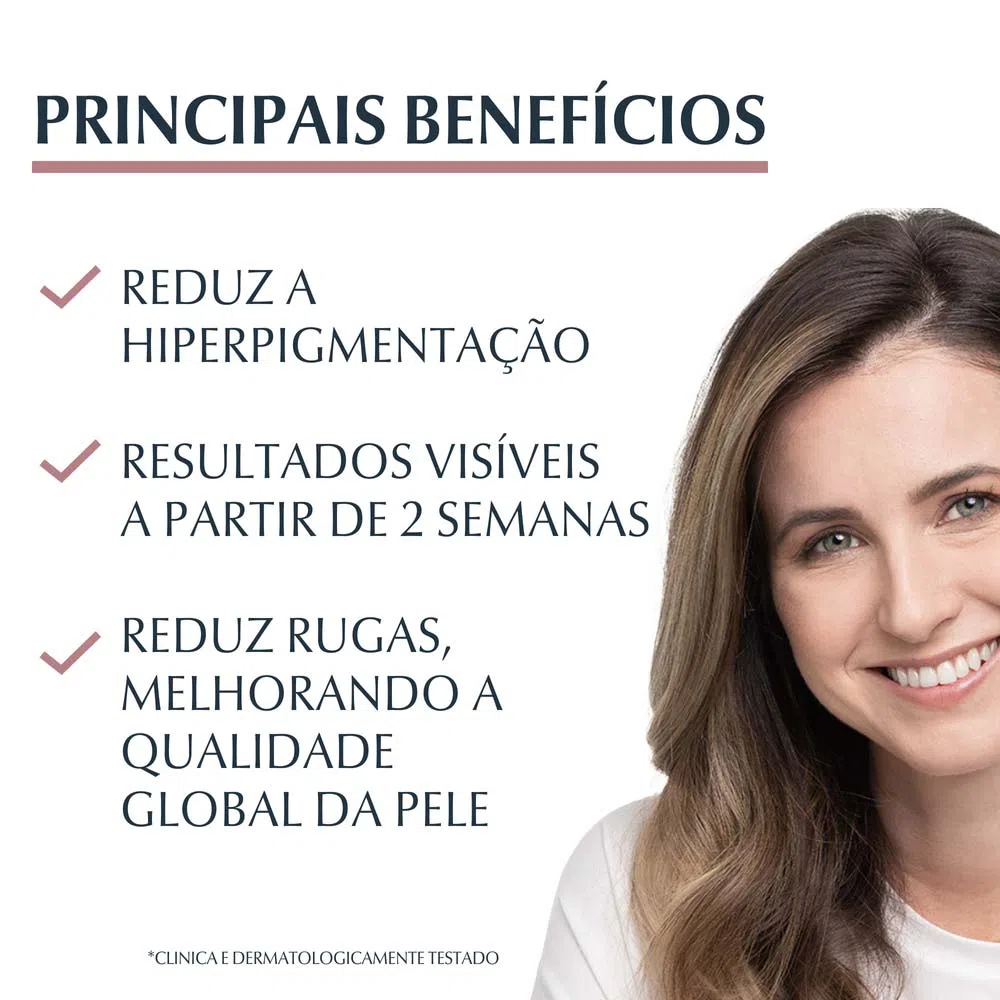 PRINCIPAIS BENEFÍCIOS
REDUZ A
HIPERPIGMENTAÇÃO
RESULTADOS VISÍVEIS
A PARTIR DE 2 SEMANAS
REDUZ RUGAS,
MELHORANDO A
QUALIDADE
GLOBAL DA PELE
*CLINICA E DERMATOLOGICAMENTE TESTADO